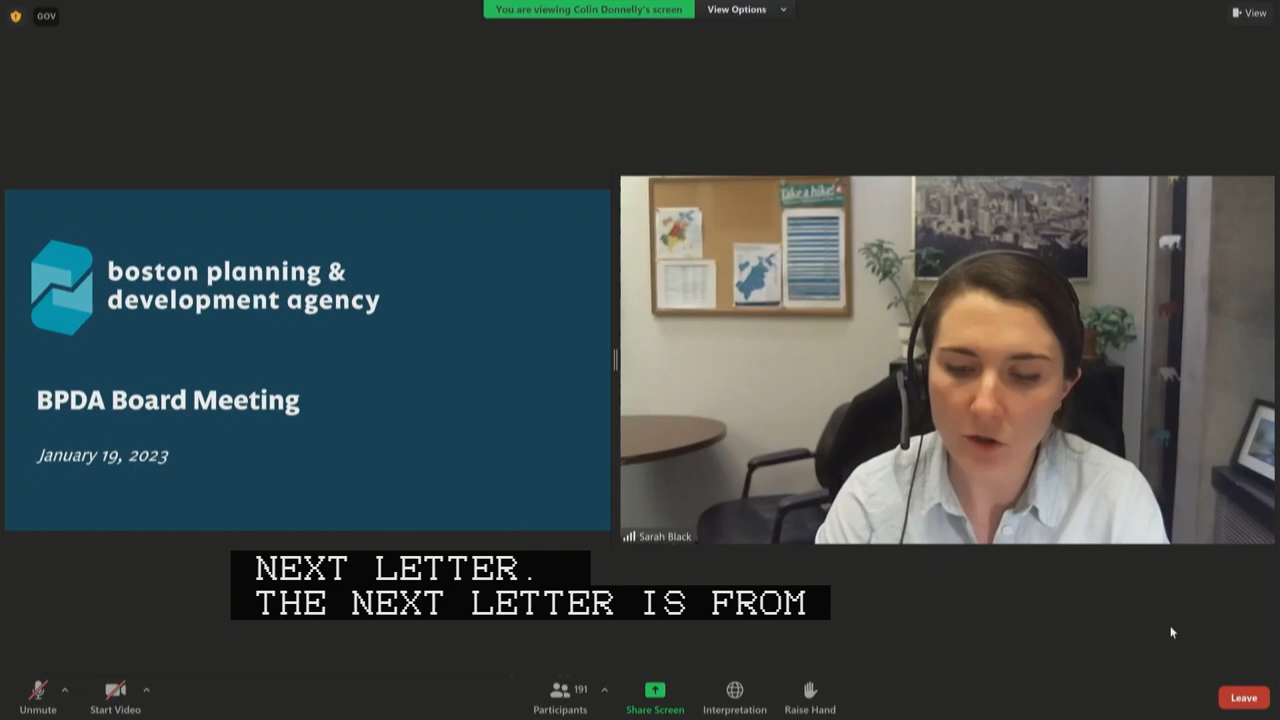 GOV
You are viewing Colin Donnelly's screen
View Options
View
boston planning &
development agency
BPDA Board Meeting
January 19, 2023
Take a hike!
Sarah Black
NEXT LETTER.
THE NEXT LETTER IS FROM
Unmute
Start Video
191
Participants
Share Screen
Interpretation
Raise Hand
Leave